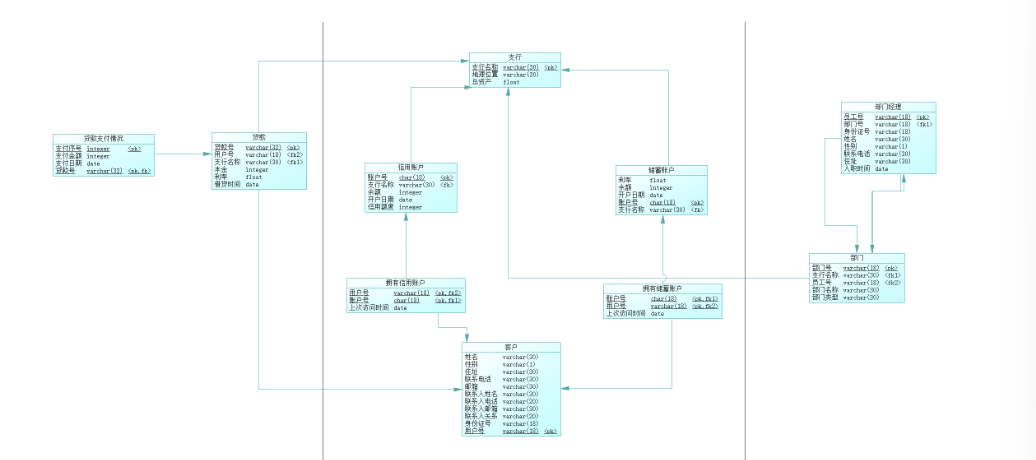 支行
支行名称 varchar(30) <pk>
地理位置 varchar(30)
总资产 float
贷款支付情况
支付序号 integer <pk>
支付金额 integer
支付日期 date
贷款号 varchar(32) <pk,fk>
贷款
贷款号 varchar(32) <pk>
用户号 varchar(18) <fk2>
支行名称 varchar(30) <fk1>
本金 integer
利率 float
借贷时间 date
信用账户
账户号 char(18) <pk>
支行名称 varchar(30) <fk>
余额 integer
开户日期 date
信用额度 integer
储蓄账户
利率 float
余额 integer
开户日期 date
账户号 char(18) <pk>
支行名称 varchar(30) <fk>
部门经理
员工号 varchar(18) <pk>
部门号 varchar(18) <fk1>
身份证号 varchar(18)
姓名 varchar(30)
性别 varchar(1)
联系电话 varchar(30)
住址 varchar(30)
入职时间 date
部门
部门号 varchar(18) <pk>
支行名称 varchar(30) <fk1>
员工号 varchar(18) <fk2>
部门名称 varchar(30)
部门类型 varchar(30)
拥有信用账户
用户号 varchar(18) <pk,fk2>
账户号 char(18) <pk,fk1>
上次访问时间 date
拥有储蓄账户
账户号 char(18) <pk,fk1>
用户号 varchar(18) <pk,fk2>
上次访问时间 date
客户
姓名 varchar(20)
性别 varchar(1)
住址 varchar(30)
联系电话 varchar(30)
邮箱 varchar(30)
联系人姓名 varchar(20)
联系人电话 varchar(20)
联系人邮箱 varchar(30)
联系人关系 varchar(20)
身份证号 varchar(18)
用户号 varchar(18) <pk>